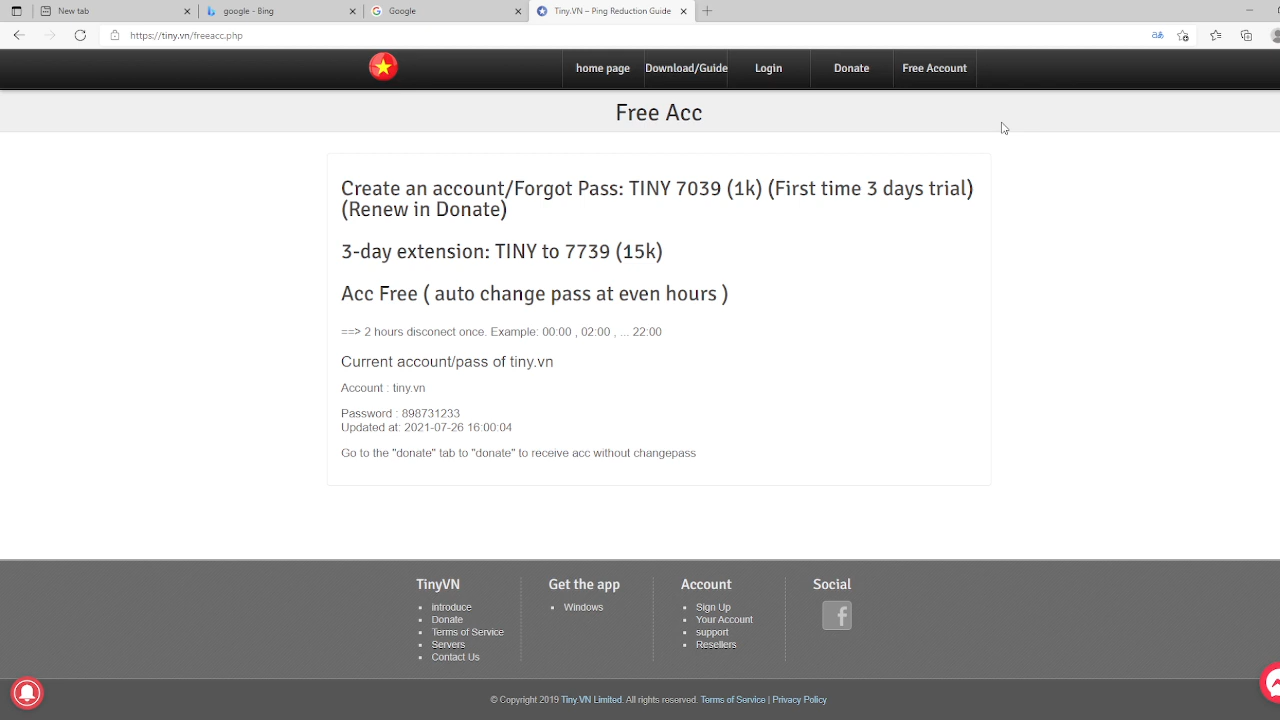 New tab
google - Bing
Google
Tiny.VN – Ping Reduction Guide
https://tiny.vn/freeacc.php
home page
Download/Guide
Login
Donate
Free Account
Free Acc
Create an account/Forgot Pass: TINY 7039 (1k) (First time 3 days trial)
(Renew in Donate)
3-day extension: TINY to 7739 (15k)
Acc Free ( auto change pass at even hours )
==> 2 hours disconect once. Example: 00:00 , 02:00 , ... 22:00
Current account/pass of tiny.vn
Account : tiny.vn
Password : 898731233
Updated at: 2021-07-26 16:00:04
Go to the "donate" tab to "donate" to receive acc without changepass
TinyVN
introduce
Donate
Terms of Service
Servers
Contact Us
Get the app
Windows
Account
Sign Up
Your Account
support
Resellers
Social
© Copyright 2019 Tiny.VN Limited. All rights reserved. Terms of Service | Privacy Policy